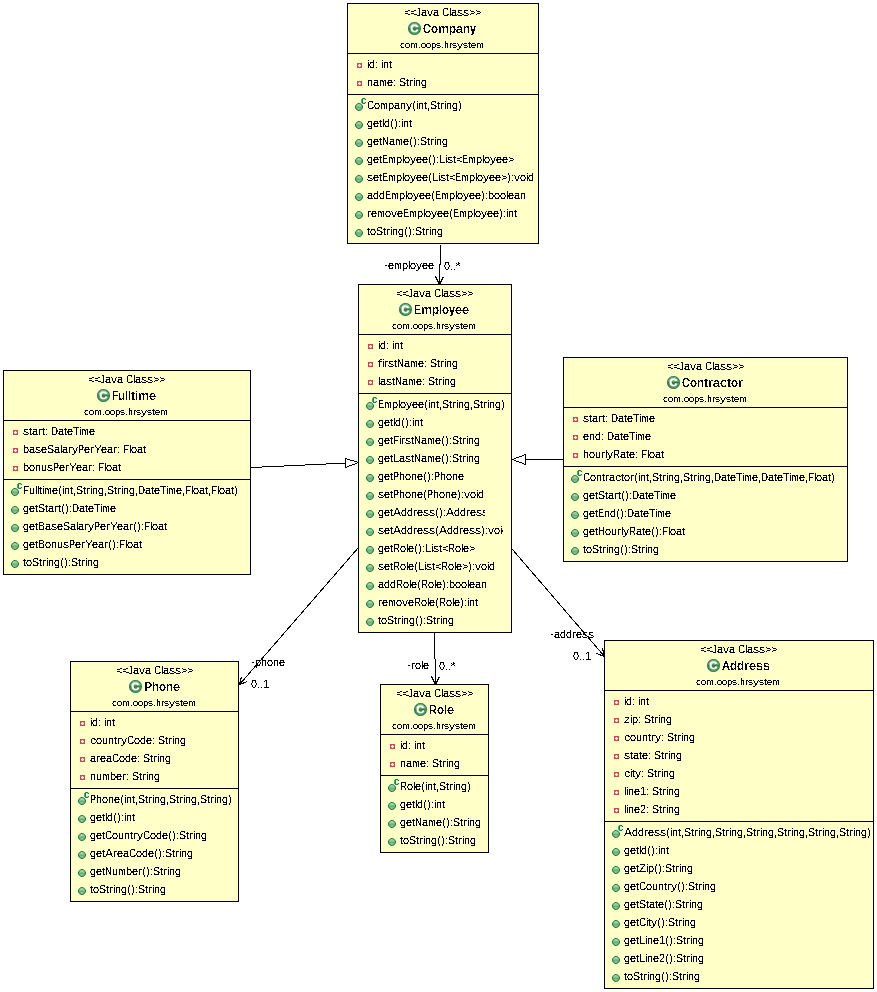 <<Java Class>>
Company
com.oops.hrsystem
id: int
name: String
Company(int,String)
getId():int
getName():String
getEmployee():List<Employee>
setEmployee(List<Employee>):void
addEmployee(Employee):boolean
removeEmployee(Employee):int
toString():String
-employee 0..*
<<Java Class>>
Employee
com.oops.hrsystem
id: int
firstName: String
lastName: String
Employee(int,String,String)
getId():int
getFirstName():String
getLastName():String
getPhone():Phone
setPhone(Phone):void
getAddress():Address
setAddress(Address):voi
getRole():List<Role>
setRole(List<Role>):void
addRole(Role):boolean
removeRole(Role):int
toString():String
<<Java Class>>
Fulltime
com.oops.hrsystem
start: DateTime
baseSalaryPerYear: Float
bonusPerYear: Float
Fulltime(int,String,String,DateTime,Float,Float)
getStart():DateTime
getBaseSalaryPerYear():Float
getBonusPerYear():Float
toString():String
<<Java Class>>
Contractor
com.oops.hrsystem
start: DateTime
end: DateTime
hourlyRate: Float
Contractor(int,String,String,DateTime,DateTime,Float)
getStart():DateTime
getEnd():DateTime
getHourlyRate():Float
toString():String
-phone
0..1
-role 0..*
-address
0..1
<<Java Class>>
Phone
com.oops.hrsystem
id: int
countryCode: String
areaCode: String
number: String
Phone(int,String,String,String)
getId():int
getCountryCode():String
getAreaCode():String
getNumber():String
toString():String
<<Java Class>>
Role
com.oops.hrsystem
id: int
name: String
Role(int,String)
getId():int
getName():String
toString():String
<<Java Class>>
Address
com.oops.hrsystem
id: int
zip: String
country: String
state: String
city: String
line1: String
line2: String
Address(int,String,String,String,String,String,String)
getId():int
getZip():String
getCountry():String
getState():String
getCity():String
getLine1():String
getLine2():String
toString():String